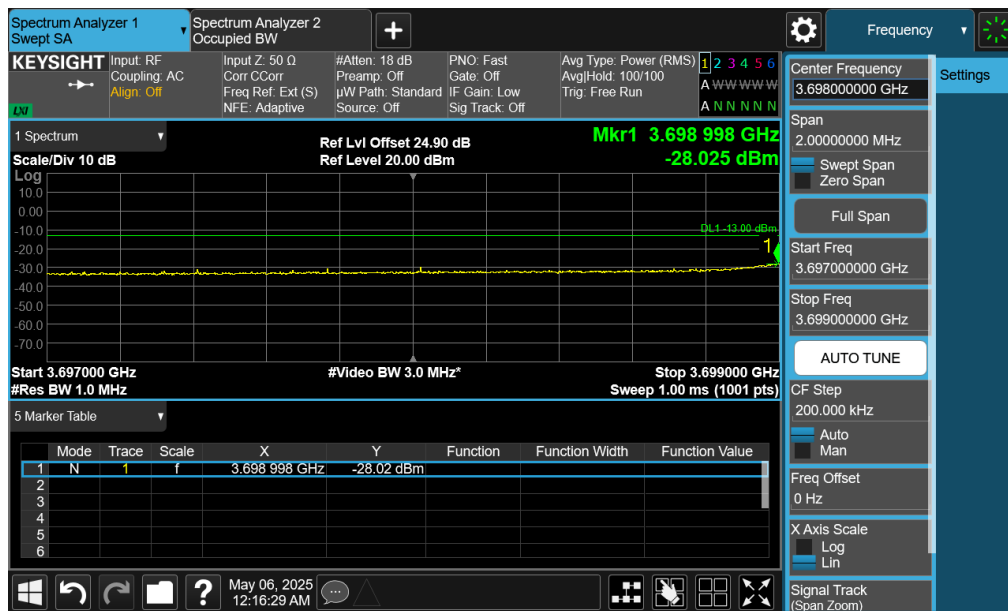 Spectrum Analyzer 1
Swept SA
Spectrum Analyzer 2
Occupied BW
Frequency
KEYSIGHT
LXI
Input: RF
Coupling: AC
Align: Off
Input Z: 50 Ω
Corr CCorr
Freq Ref: Ext (S)
NFE: Adaptive
#Atten: 18 dB
Preamp: Off
µW Path: Standard
Source: Off
PNO: Fast
Gate: Off
IF Gain: Low
Sig Track: Off
Avg Type: Power (RMS)
Avg|Hold: 100/100
Trig: Free Run
1 2 3 4 5 6
A W W W W W
A N N N N N
1 Spectrum
Scale/Div 10 dB
Ref Lvl Offset 24.90 dB
Ref Level 20.00 dBm
Mkr1 3.698 998 GHz
-28.025 dBm
Log
10.0
0.00
-10.0
-20.0
-30.0
-40.0
-50.0
-60.0
-70.0
DL1 -13.00 dBm
1
Start 3.697000 GHz
#Res BW 1.0 MHz
#Video BW 3.0 MHz*
Stop 3.699000 GHz
Sweep 1.00 ms (1001 pts)
5 Marker Table
Mode Trace Scale X Y Function Function Width Function Value
1 N 1 f 3.698 998 GHz -28.02 dBm
2
3
4
5
6
May 06, 2025
12:16:29 AM
Center Frequency
3.698000000 GHz
Settings
Span
2.00000000 MHz
Swept Span
Zero Span
Full Span
Start Freq
3.697000000 GHz
Stop Freq
3.699000000 GHz
AUTO TUNE
CF Step
200.000 kHz
Auto
Man
Freq Offset
0 Hz
X Axis Scale
Log
Lin
Signal Track
(Span Zoom)